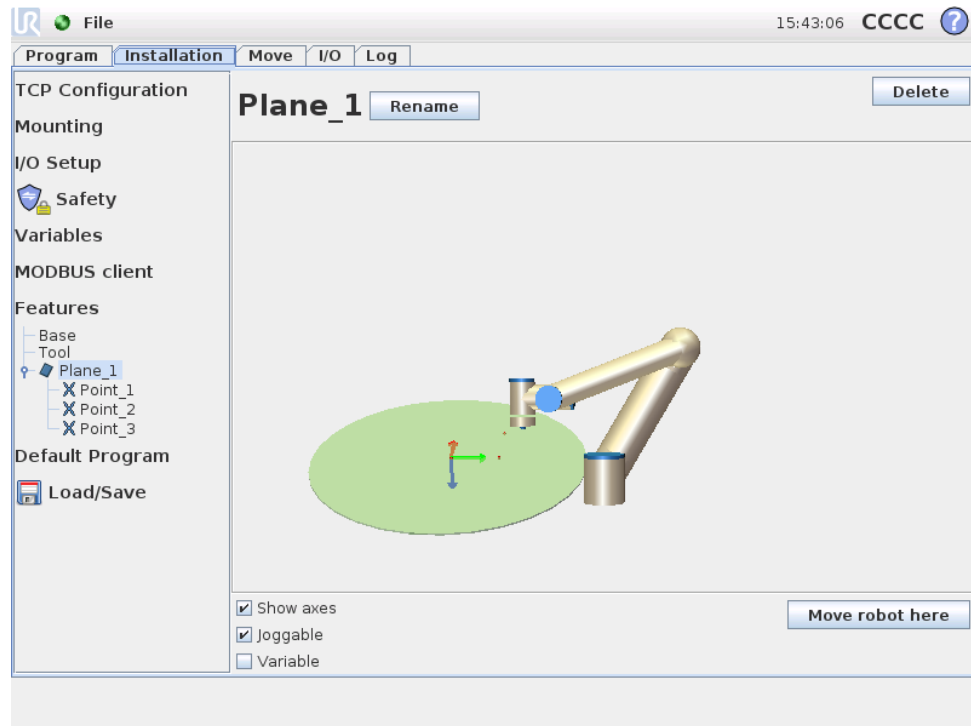 UR File 15:43:06 CCCC ?
Program Installation Move I/O Log
TCP Configuration
Plane_1 Rename Delete
Mounting
I/O Setup
Safety
Variables
MODBUS client
Features
Base
Tool
Plane_1
Point_1
Point_2
Point_3
Default Program
Load/Save
Show axes
Joggable
Variable
Move robot here